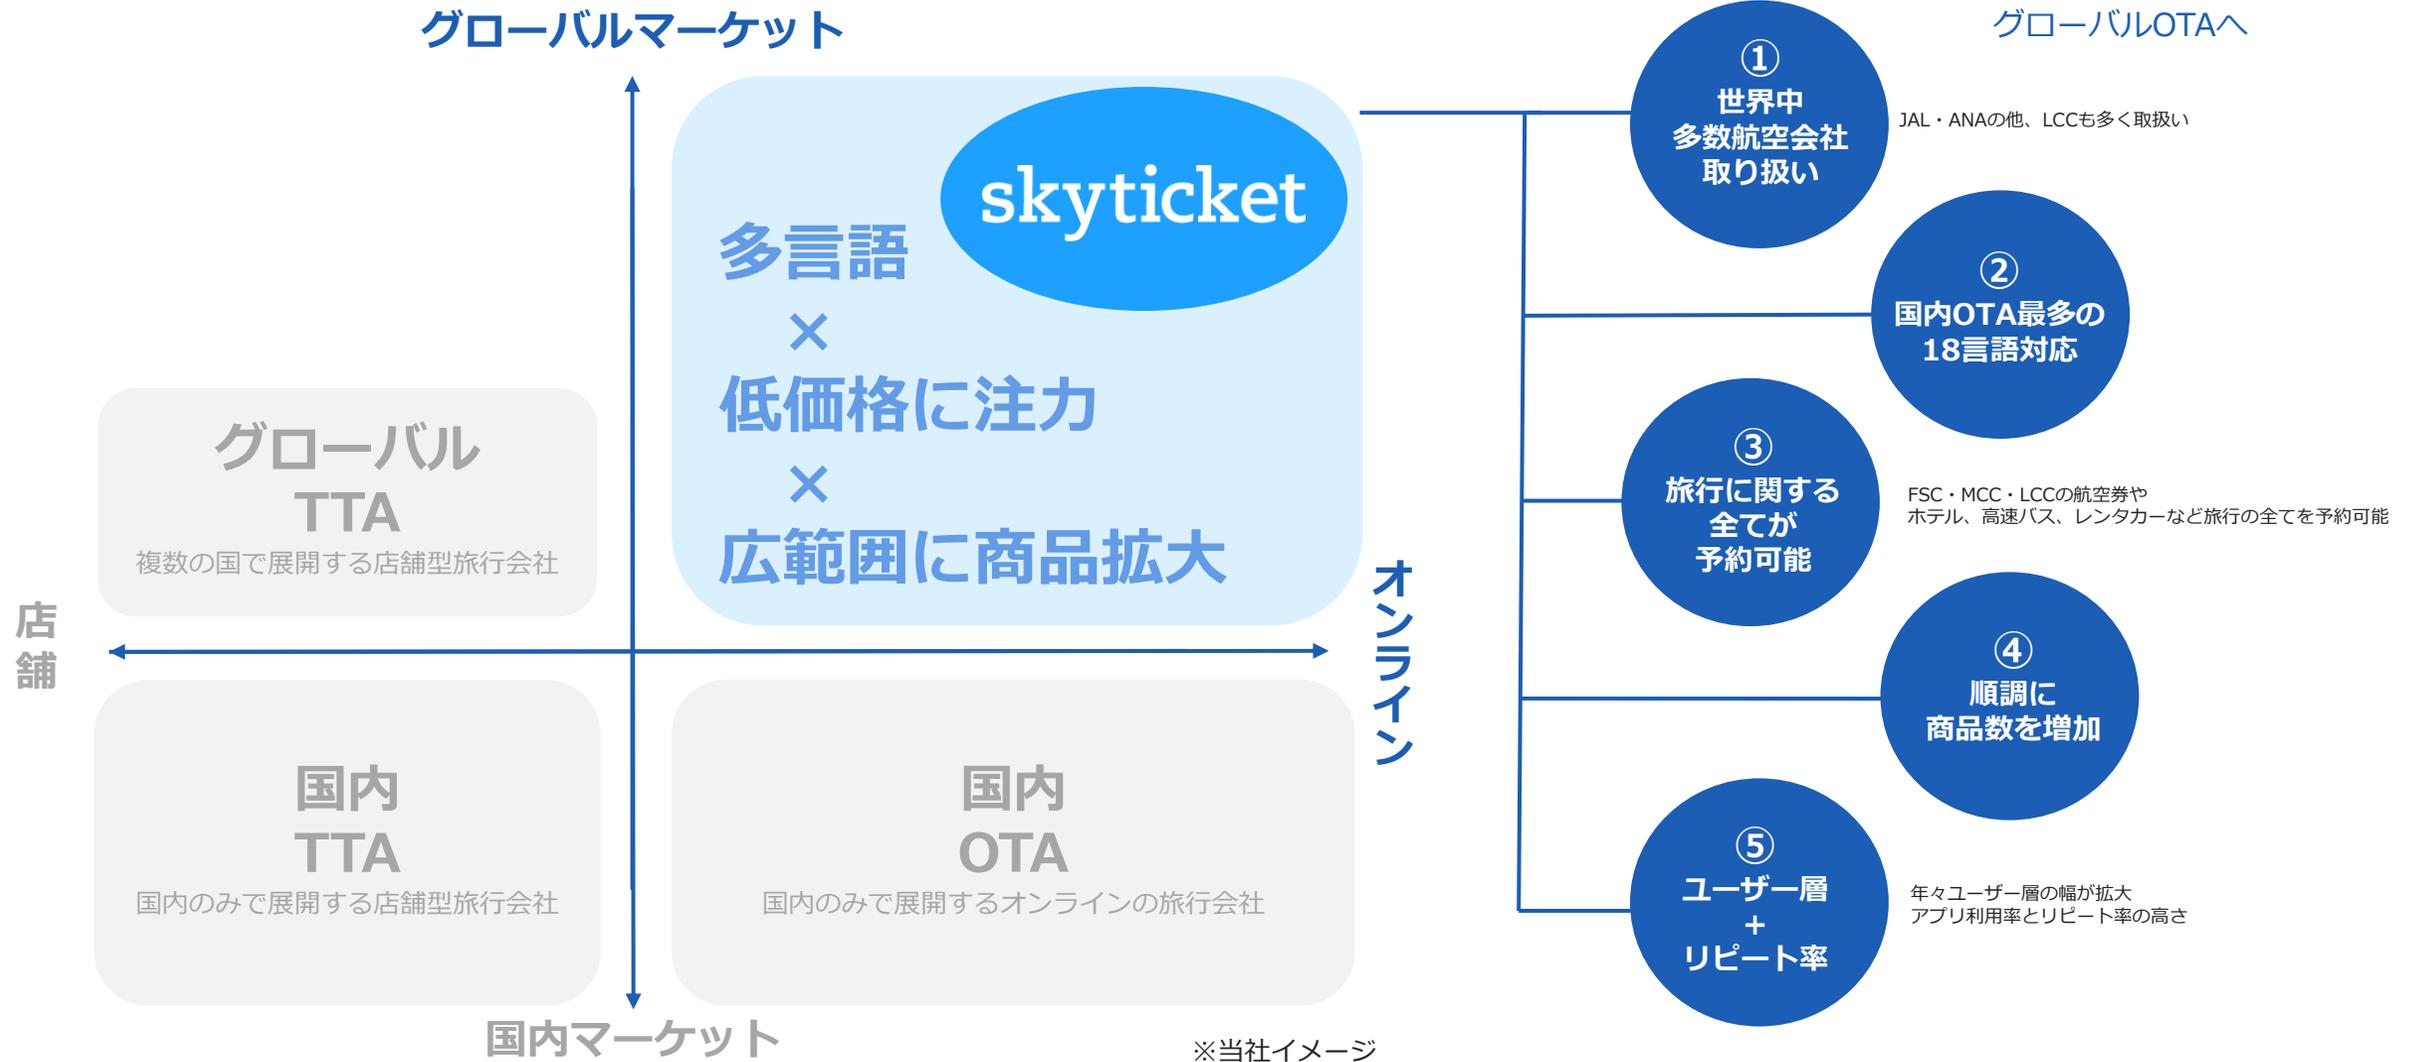 グローバルマーケット
skyticket
多言語
×
低価格に注力
×
広範囲に商品拡大
グローバル
TTA
複数の国で展開する店舗型旅行会社
店
舗
オンライン
国内
TTA
国内のみで展開する店舗型旅行会社
国内
OTA
国内のみで展開するオンラインの旅行会社
国内マーケット
※当社イメージ
グローバルOTAへ
①
世界中
多数航空会社
取り扱い
JAL・ANAの他、LCCも多く取扱い
②
国内OTA最多の
18言語対応
③
旅行に関する
全てが
予約可能
FSC・MCC・LCCの航空券や
ホテル、高速バス、レンタカーなど旅行の全てを予約可能
④
順調に
商品数を増加
⑤
ユーザー層
+
リピート率
年々ユーザー層の幅が拡大
アプリ利用率とリピート率の高さ